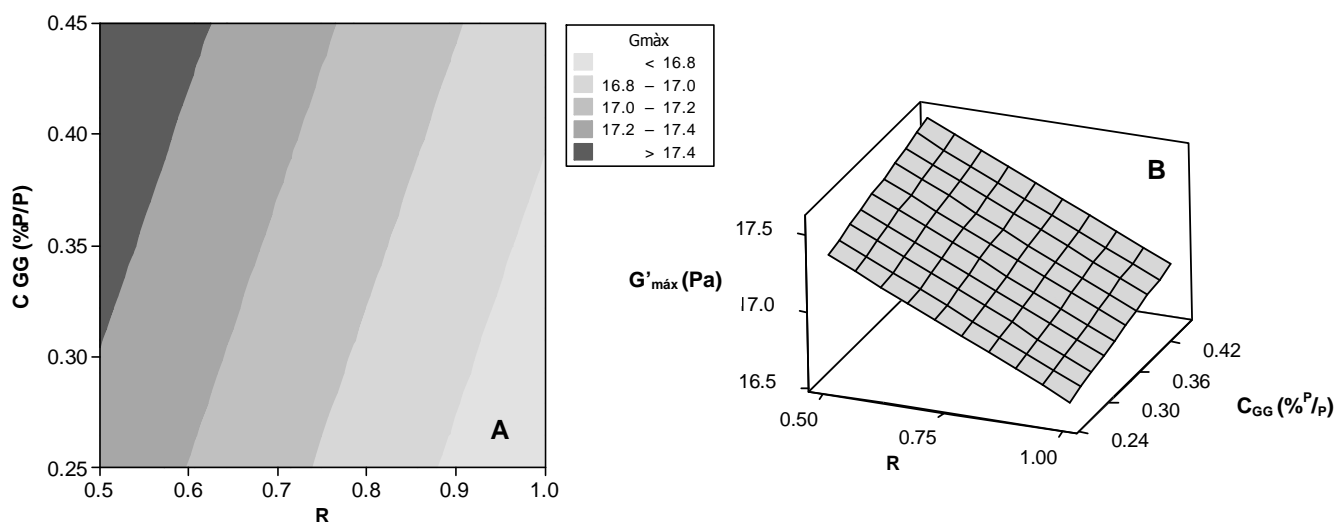 0.45
0.40
0.35
0.30
0.25
C GG (%P/P)
0.5 0.6 0.7 0.8 0.9 1.0
R
A
Gmàx
< 16.8
16.8 – 17.0
17.0 – 17.2
17.2 – 17.4
> 17.4
B
17.5
17.0
16.5
G’máx (Pa)
0.50
0.75
1.00
R
0.42
0.36
0.30
0.24
CGG (%P/P)